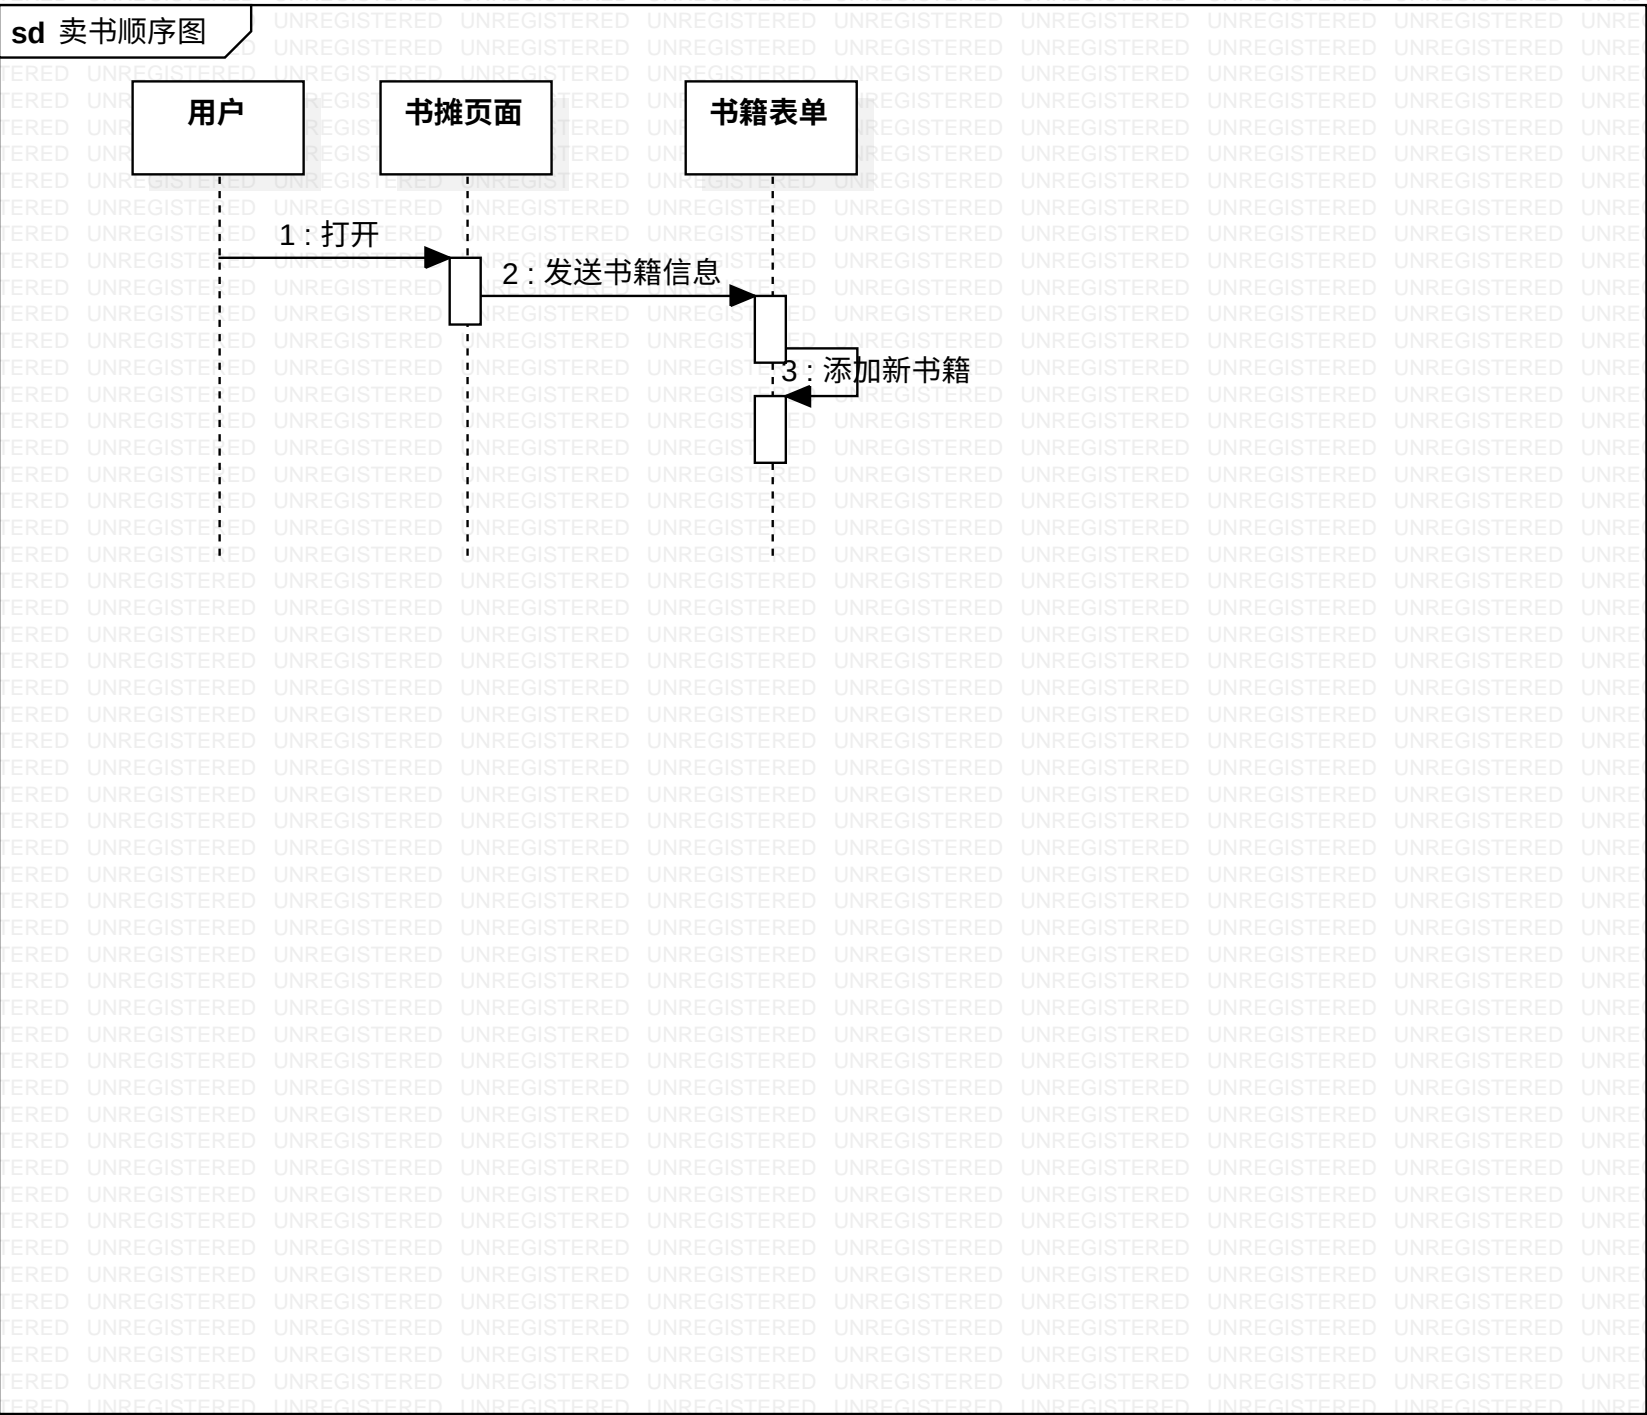 sd 卖书顺序图
用户
书摊页面
书籍表单
1 : 打开
2 : 发送书籍信息
3 : 添加新书籍
UNREGISTERED